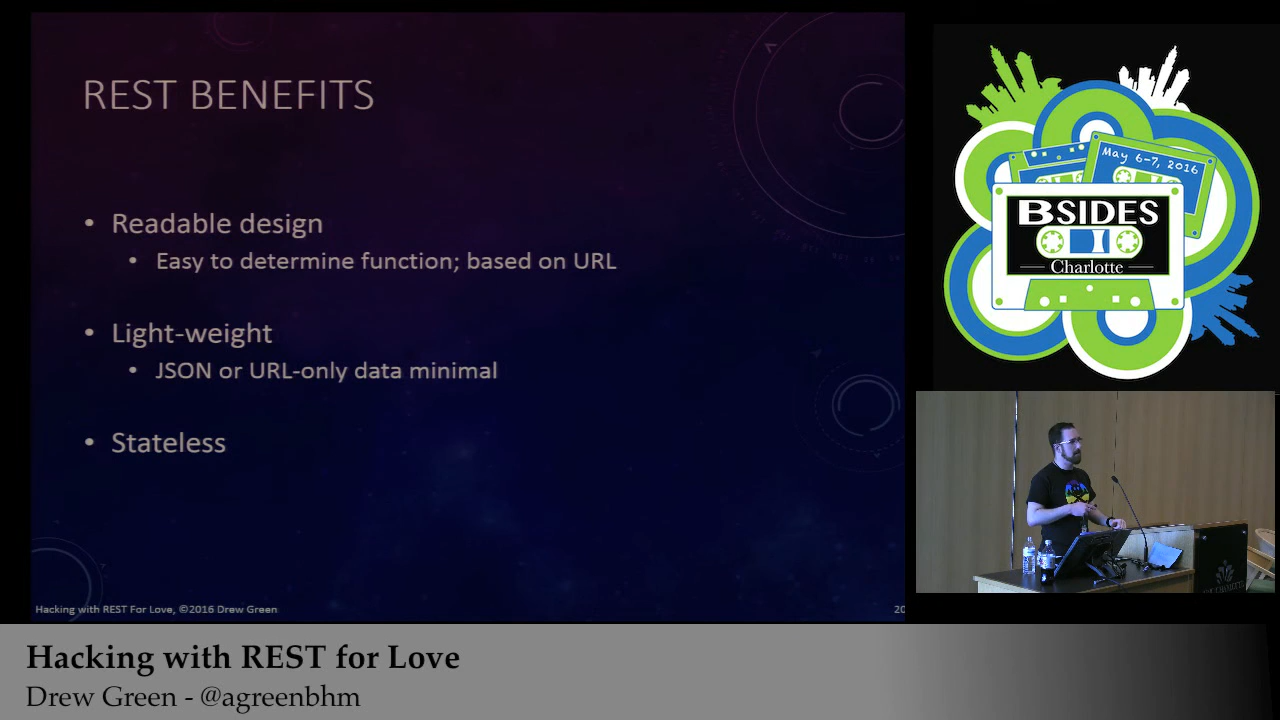 REST BENEFITS
• Readable design
• Easy to determine function; based on URL
• Light-weight
• JSON or URL-only data minimal
• Stateless
Hacking with REST For Love, ©2016 Drew Green
20
May 6-7, 2016
BSIDES
Charlotte
Hacking with REST for Love
Drew Green - @agreenbhm